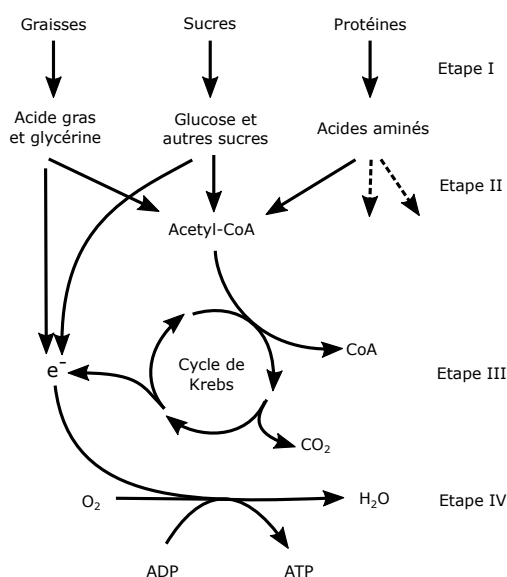 Graisses
Sucres
Protéines
Etape I
Acide gras
et glycérine
Glucose et
autres sucres
Acides aminés
Etape II
Acetyl-CoA
Cycle de
Krebs
CoA
e⁻
Etape III
CO₂
O₂
H₂O
Etape IV
ADP
ATP